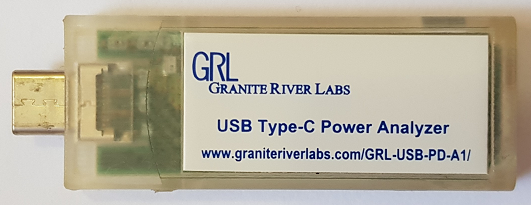 GRL
GRANITE RIVER LABS
USB Type-C Power Analyzer
www.graniteriverlabs.com/GRL-USB-PD-A1/